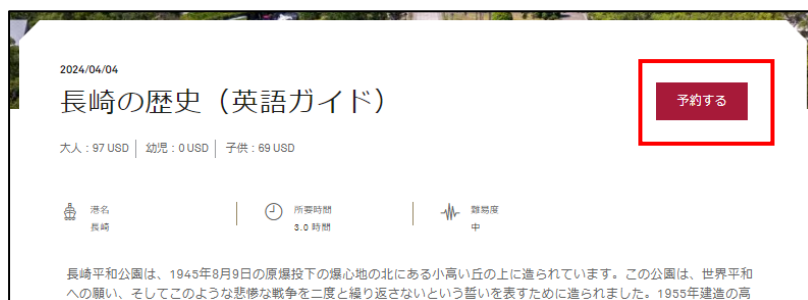 2024/04/04
長崎の歴史（英語ガイド）
予約する
大人：97 USD│ 幼児：0 USD│ 子供：69 USD
港名
長崎
所要時間
3.0 時間
難易度
中
長崎平和公園は、1945年8月9日の原爆投下の爆心地の北にある小高い丘の上に造られています。この公園は、世界平和
への願い、そしてこのような悲惨な戦争を二度と繰り返さないという誓いを表すために造られました。1955年建造の高